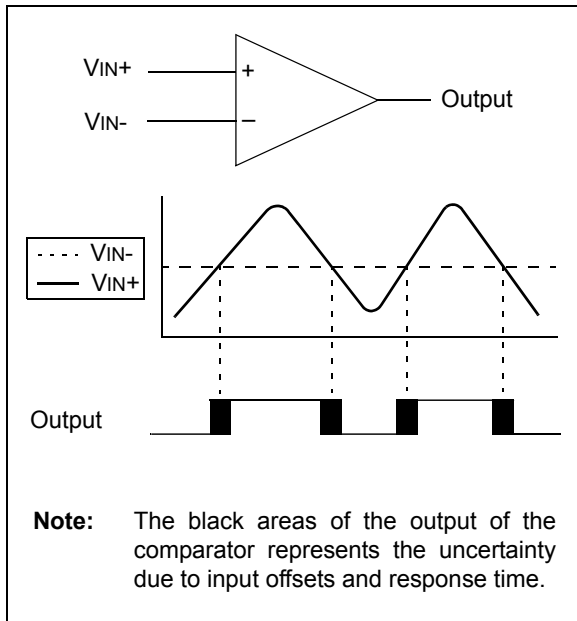 VIN+
+
Output
VIN-
–
VIN-
VIN+
Output
Note: The black areas of the output of the
comparator represents the uncertainty
due to input offsets and response time.